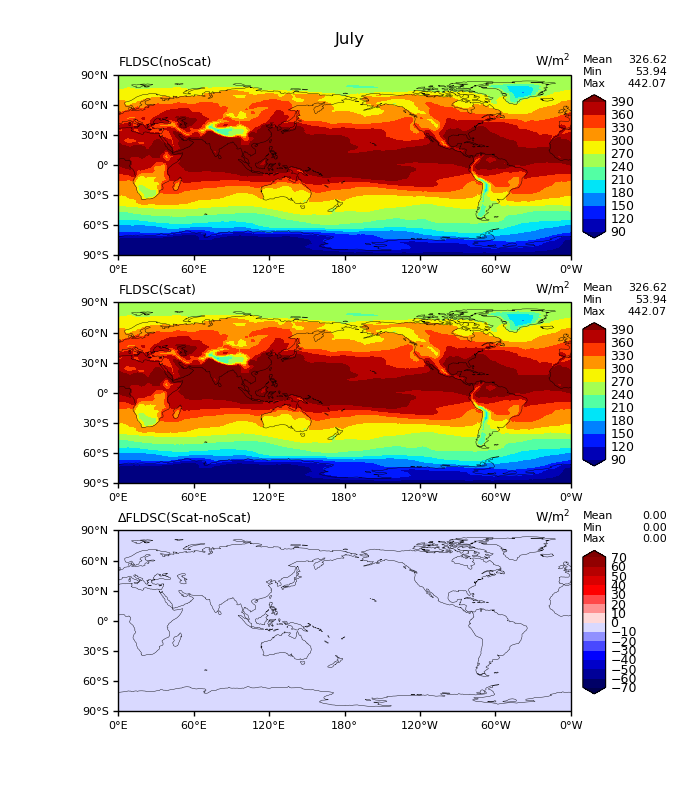 July
FLDSC(noScat) W/m²
Mean 326.62
Min 53.94
Max 442.07
90°N
60°N
30°N
0°
30°S
60°S
90°S
0°E 60°E 120°E 180° 120°W 60°W 0°W
390
360
330
300
270
240
210
180
150
120
90
FLDSC(Scat) W/m²
Mean 326.62
Min 53.94
Max 442.07
90°N
60°N
30°N
0°
30°S
60°S
90°S
0°E 60°E 120°E 180° 120°W 60°W 0°W
390
360
330
300
270
240
210
180
150
120
90
ΔFLDSC(Scat-noScat) W/m²
Mean 0.00
Min 0.00
Max 0.00
90°N
60°N
30°N
0°
30°S
60°S
90°S
0°E 60°E 120°E 180° 120°W 60°W 0°W
70
60
50
40
30
20
10
0
−10
−20
−30
−40
−50
−60
−70